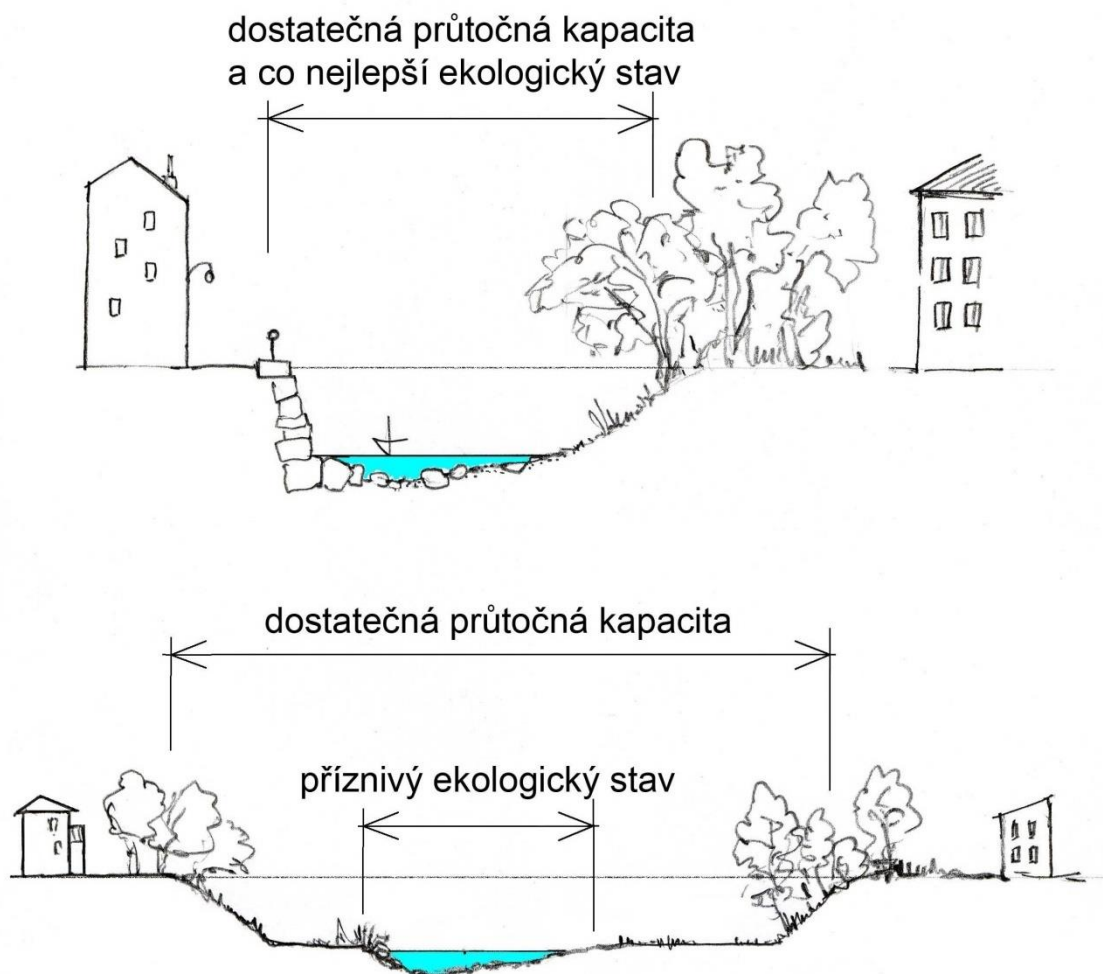 dostatečná průtočná kapacita
a co nejlepší ekologický stav
dostatečná průtočná kapacita
příznivý ekologický stav